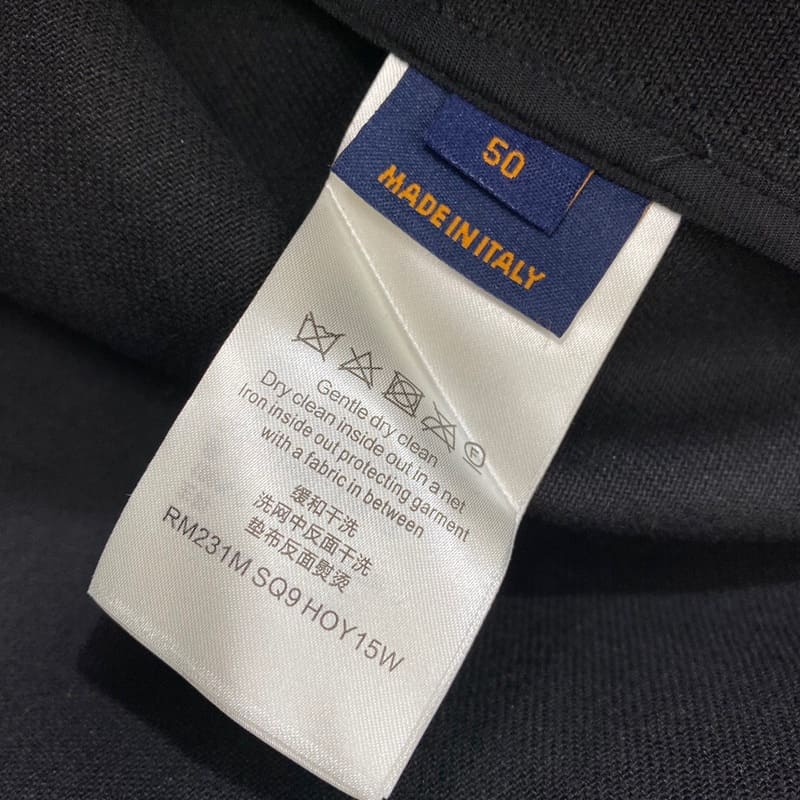 50
MADE IN ITALY
F
Gentle dry clean
Dry clean inside out in a net
Iron inside out protecting garment
with a fabric in between
缓和干洗
洗网中反面干洗
垫布反面熨烫
RM231M SQ9 HOY15W